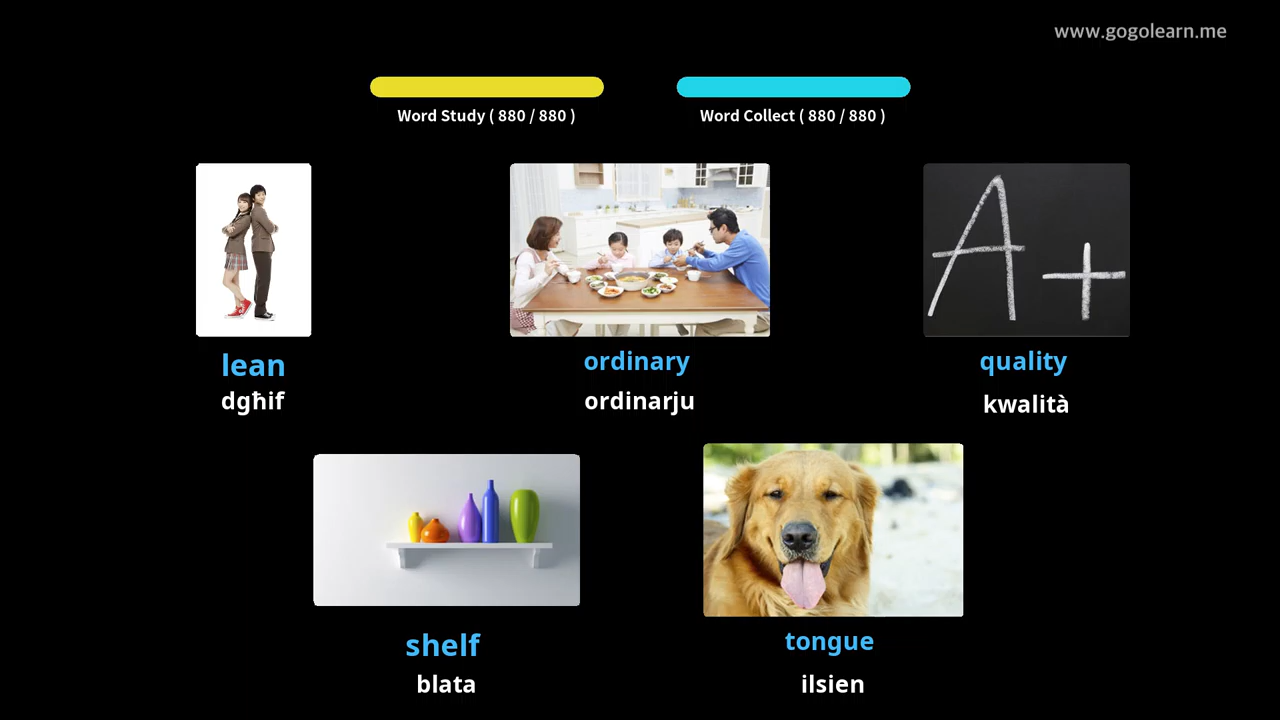 www.gogolearn.me
Word Study ( 880 / 880 )
Word Collect ( 880 / 880 )
A+
lean
dgħif
ordinary
ordinarju
quality
kwalità
shelf
blata
tongue
ilsien